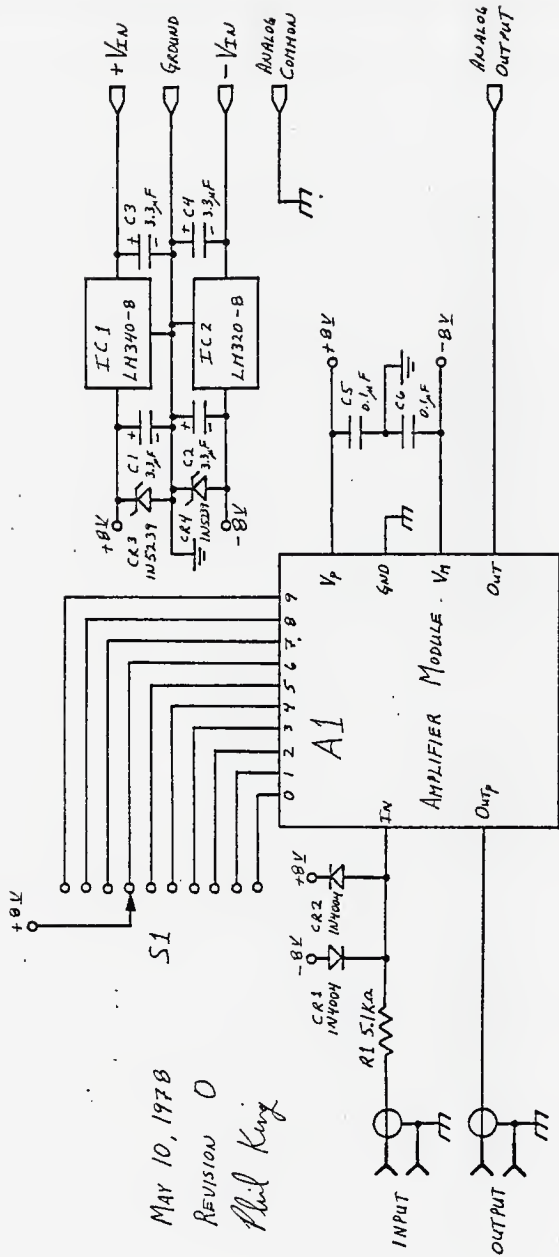 MAY 10, 1978
REVISION 0
Phil King
+8V
S1
+8V
CR3
1N5239
C1
3.3µF
CR4
1N5239
C2
3.3µF
-8V
IC1
LM340-8
IC2
LM320-8
+
C3
3.3µF
-
+
C4
3.3µF
-
+VIN
GROUND
-VIN
ANALOG
COMMON
0 1 2 3 4 5 6 7 8 9
A1
AMPLIFIER MODULE
IN
OUTP
VP
GND
VM
OUT
INPUT
OUTPUT
R1 5.1KΩ
CR1
1N4004
-8V
CR2
1N4004
+8V
+8V
C5
0.1µF
C6
0.1µF
-8V
ANALOG
OUTPUT